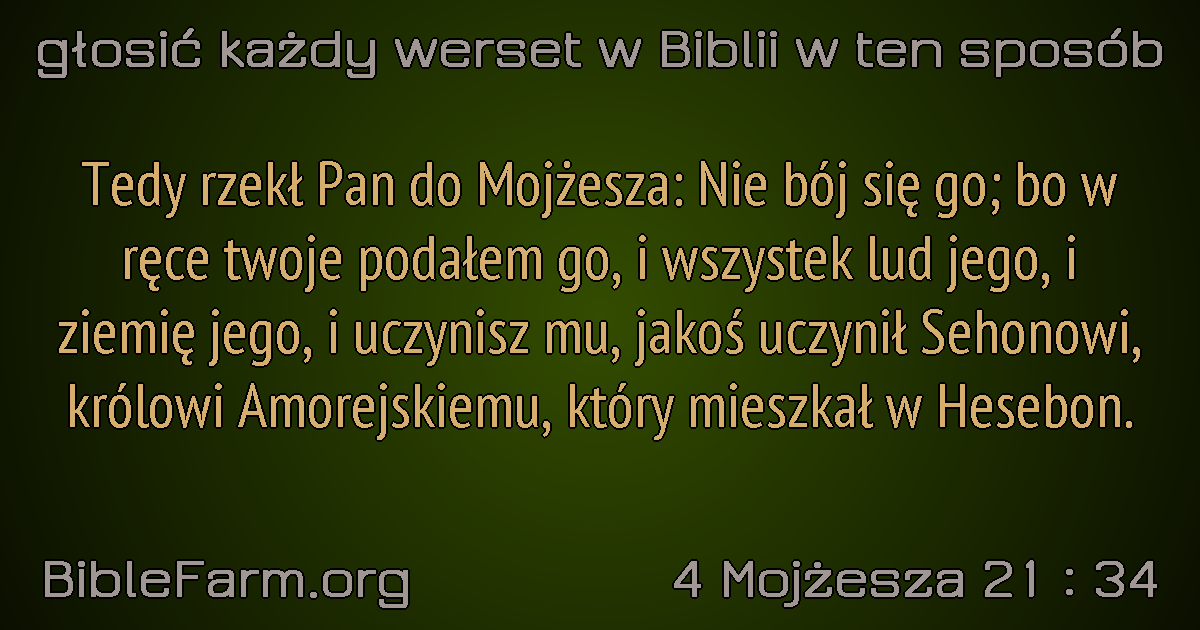 głosić każdy werset w Biblii w ten sposób
Tedy rzekł Pan do Mojżesza: Nie bój się go; bo w
ręce twoje podałem go, i wszystek lud jego, i
ziemię jego, i uczynisz mu, jakoś uczynił Sehonowi,
królowi Amorejskiemu, który mieszkał w Hesebon.
BibleFarm.org
4 Mojżesza 21 : 34